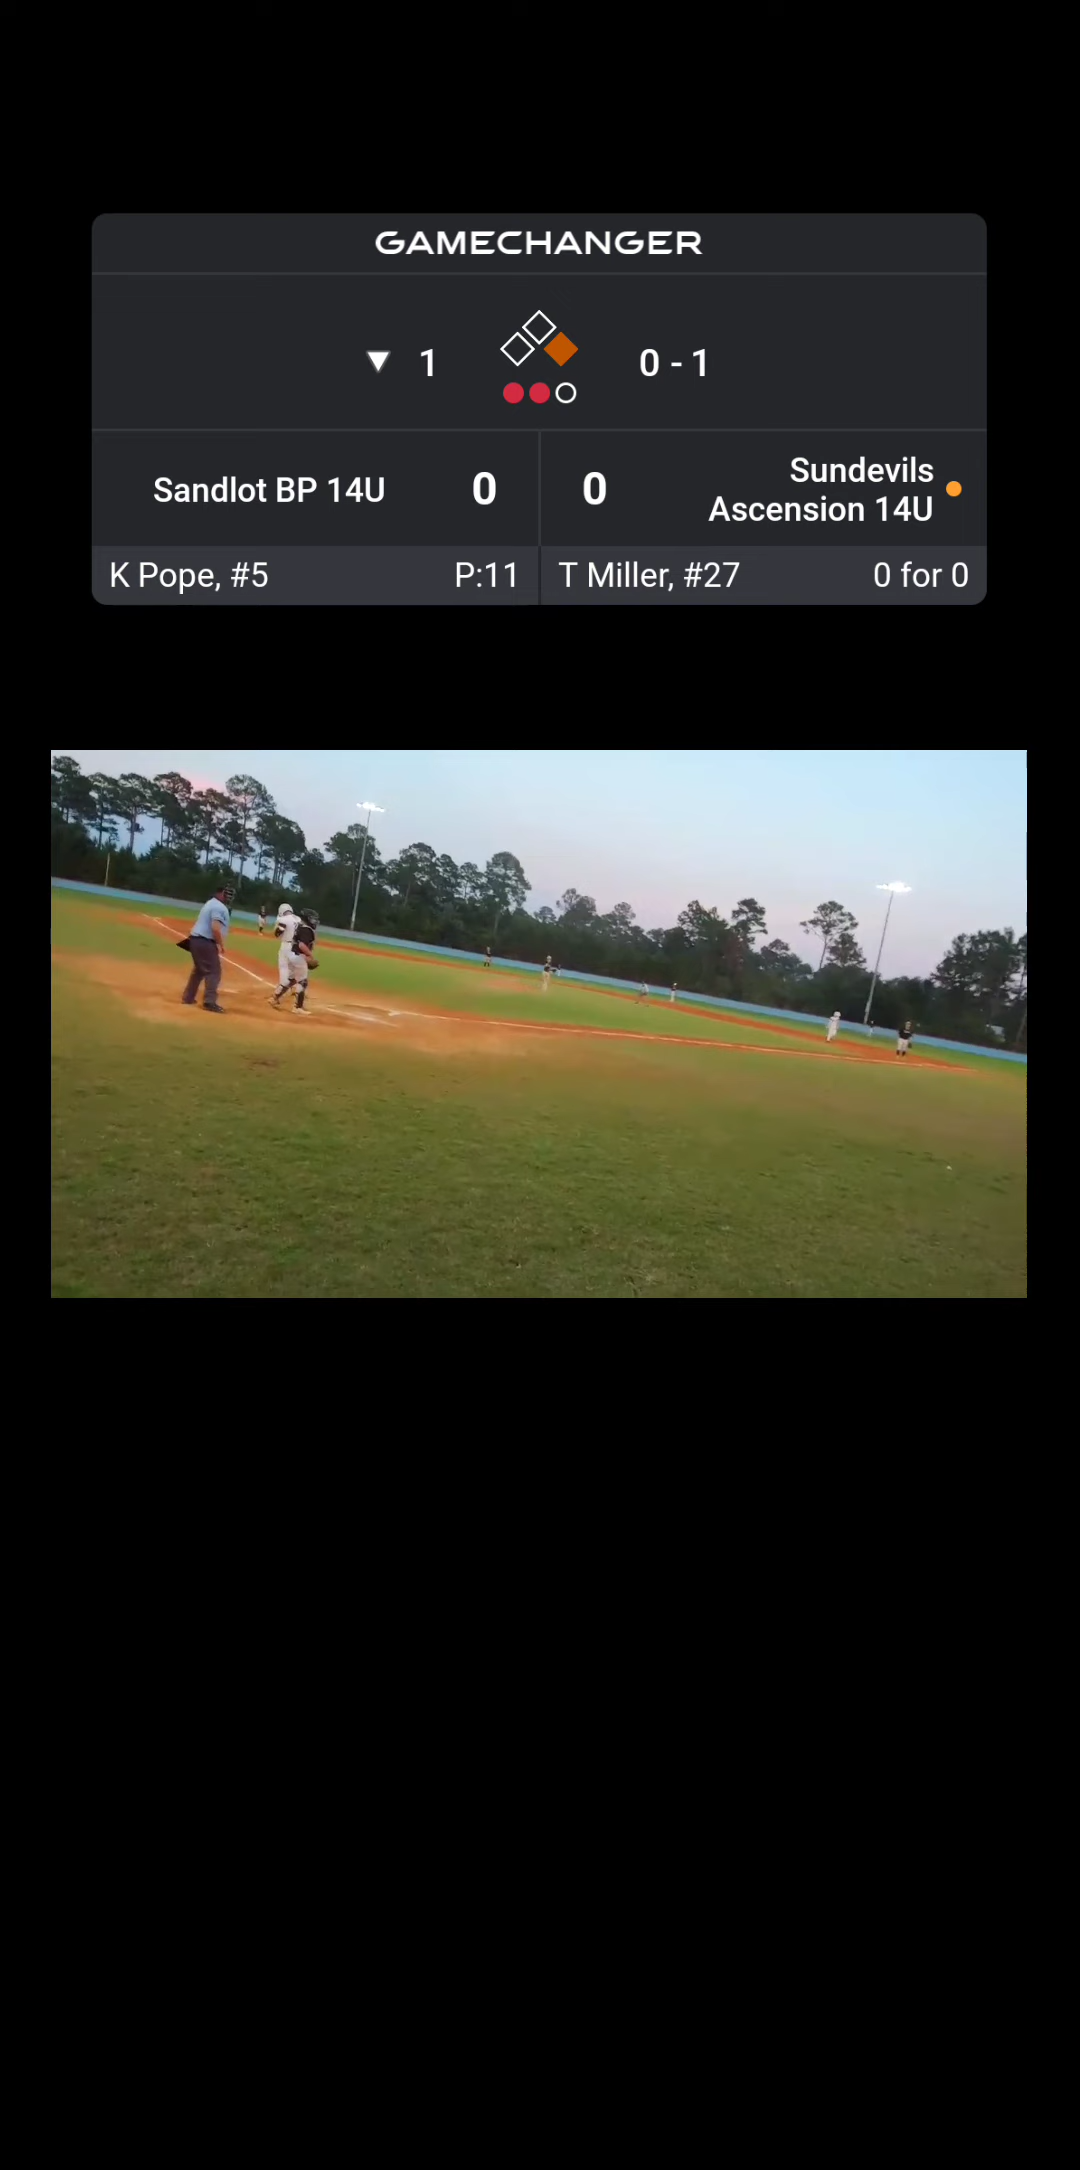 GAMECHANGER
▼ 1
0 - 1
Sandlot BP 14U 0
0 Sundevils
Ascension 14U
K Pope, #5 P:11
T Miller, #27 0 for 0